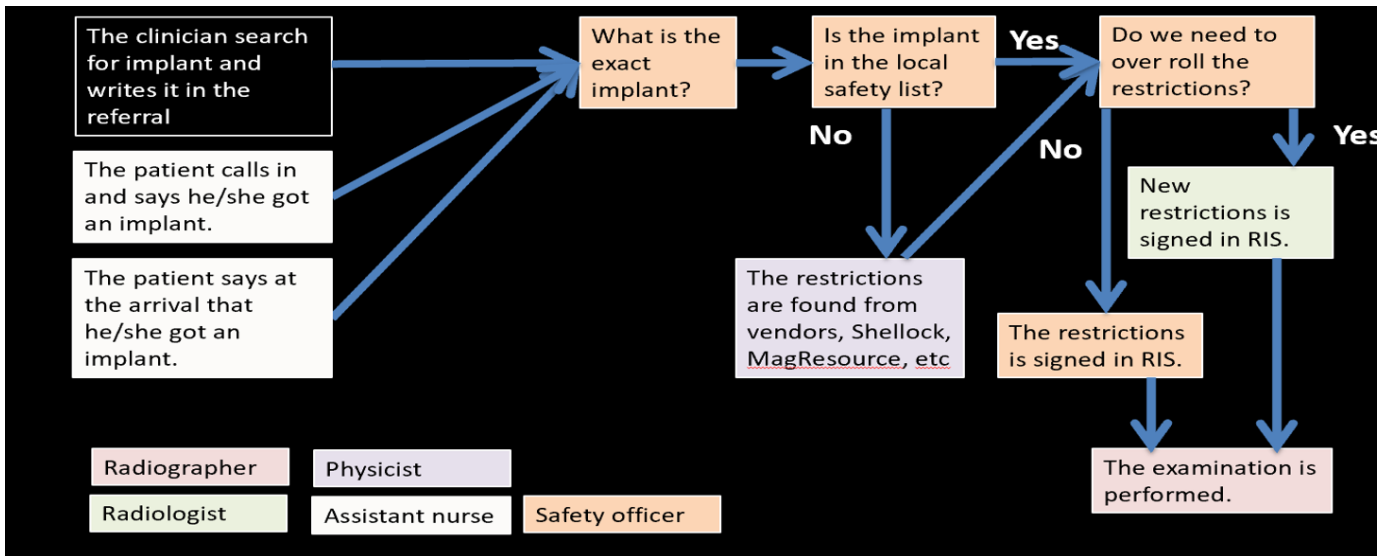 The clinician search
for implant and
writes it in the
referral
The patient calls in
and says he/she got
an implant.
The patient says at
the arrival that
he/she got an
implant.
What is the
exact
implant?
Is the implant
in the local
safety list?
Yes
No
Do we need to
over roll the
restrictions?
No
Yes
The restrictions
are found from
vendors, Shellock,
MagResource, etc
New
restrictions is
signed in RIS.
The restrictions
is signed in RIS.
The examination is
performed.
Radiographer
Physicist
Radiologist
Assistant nurse
Safety officer